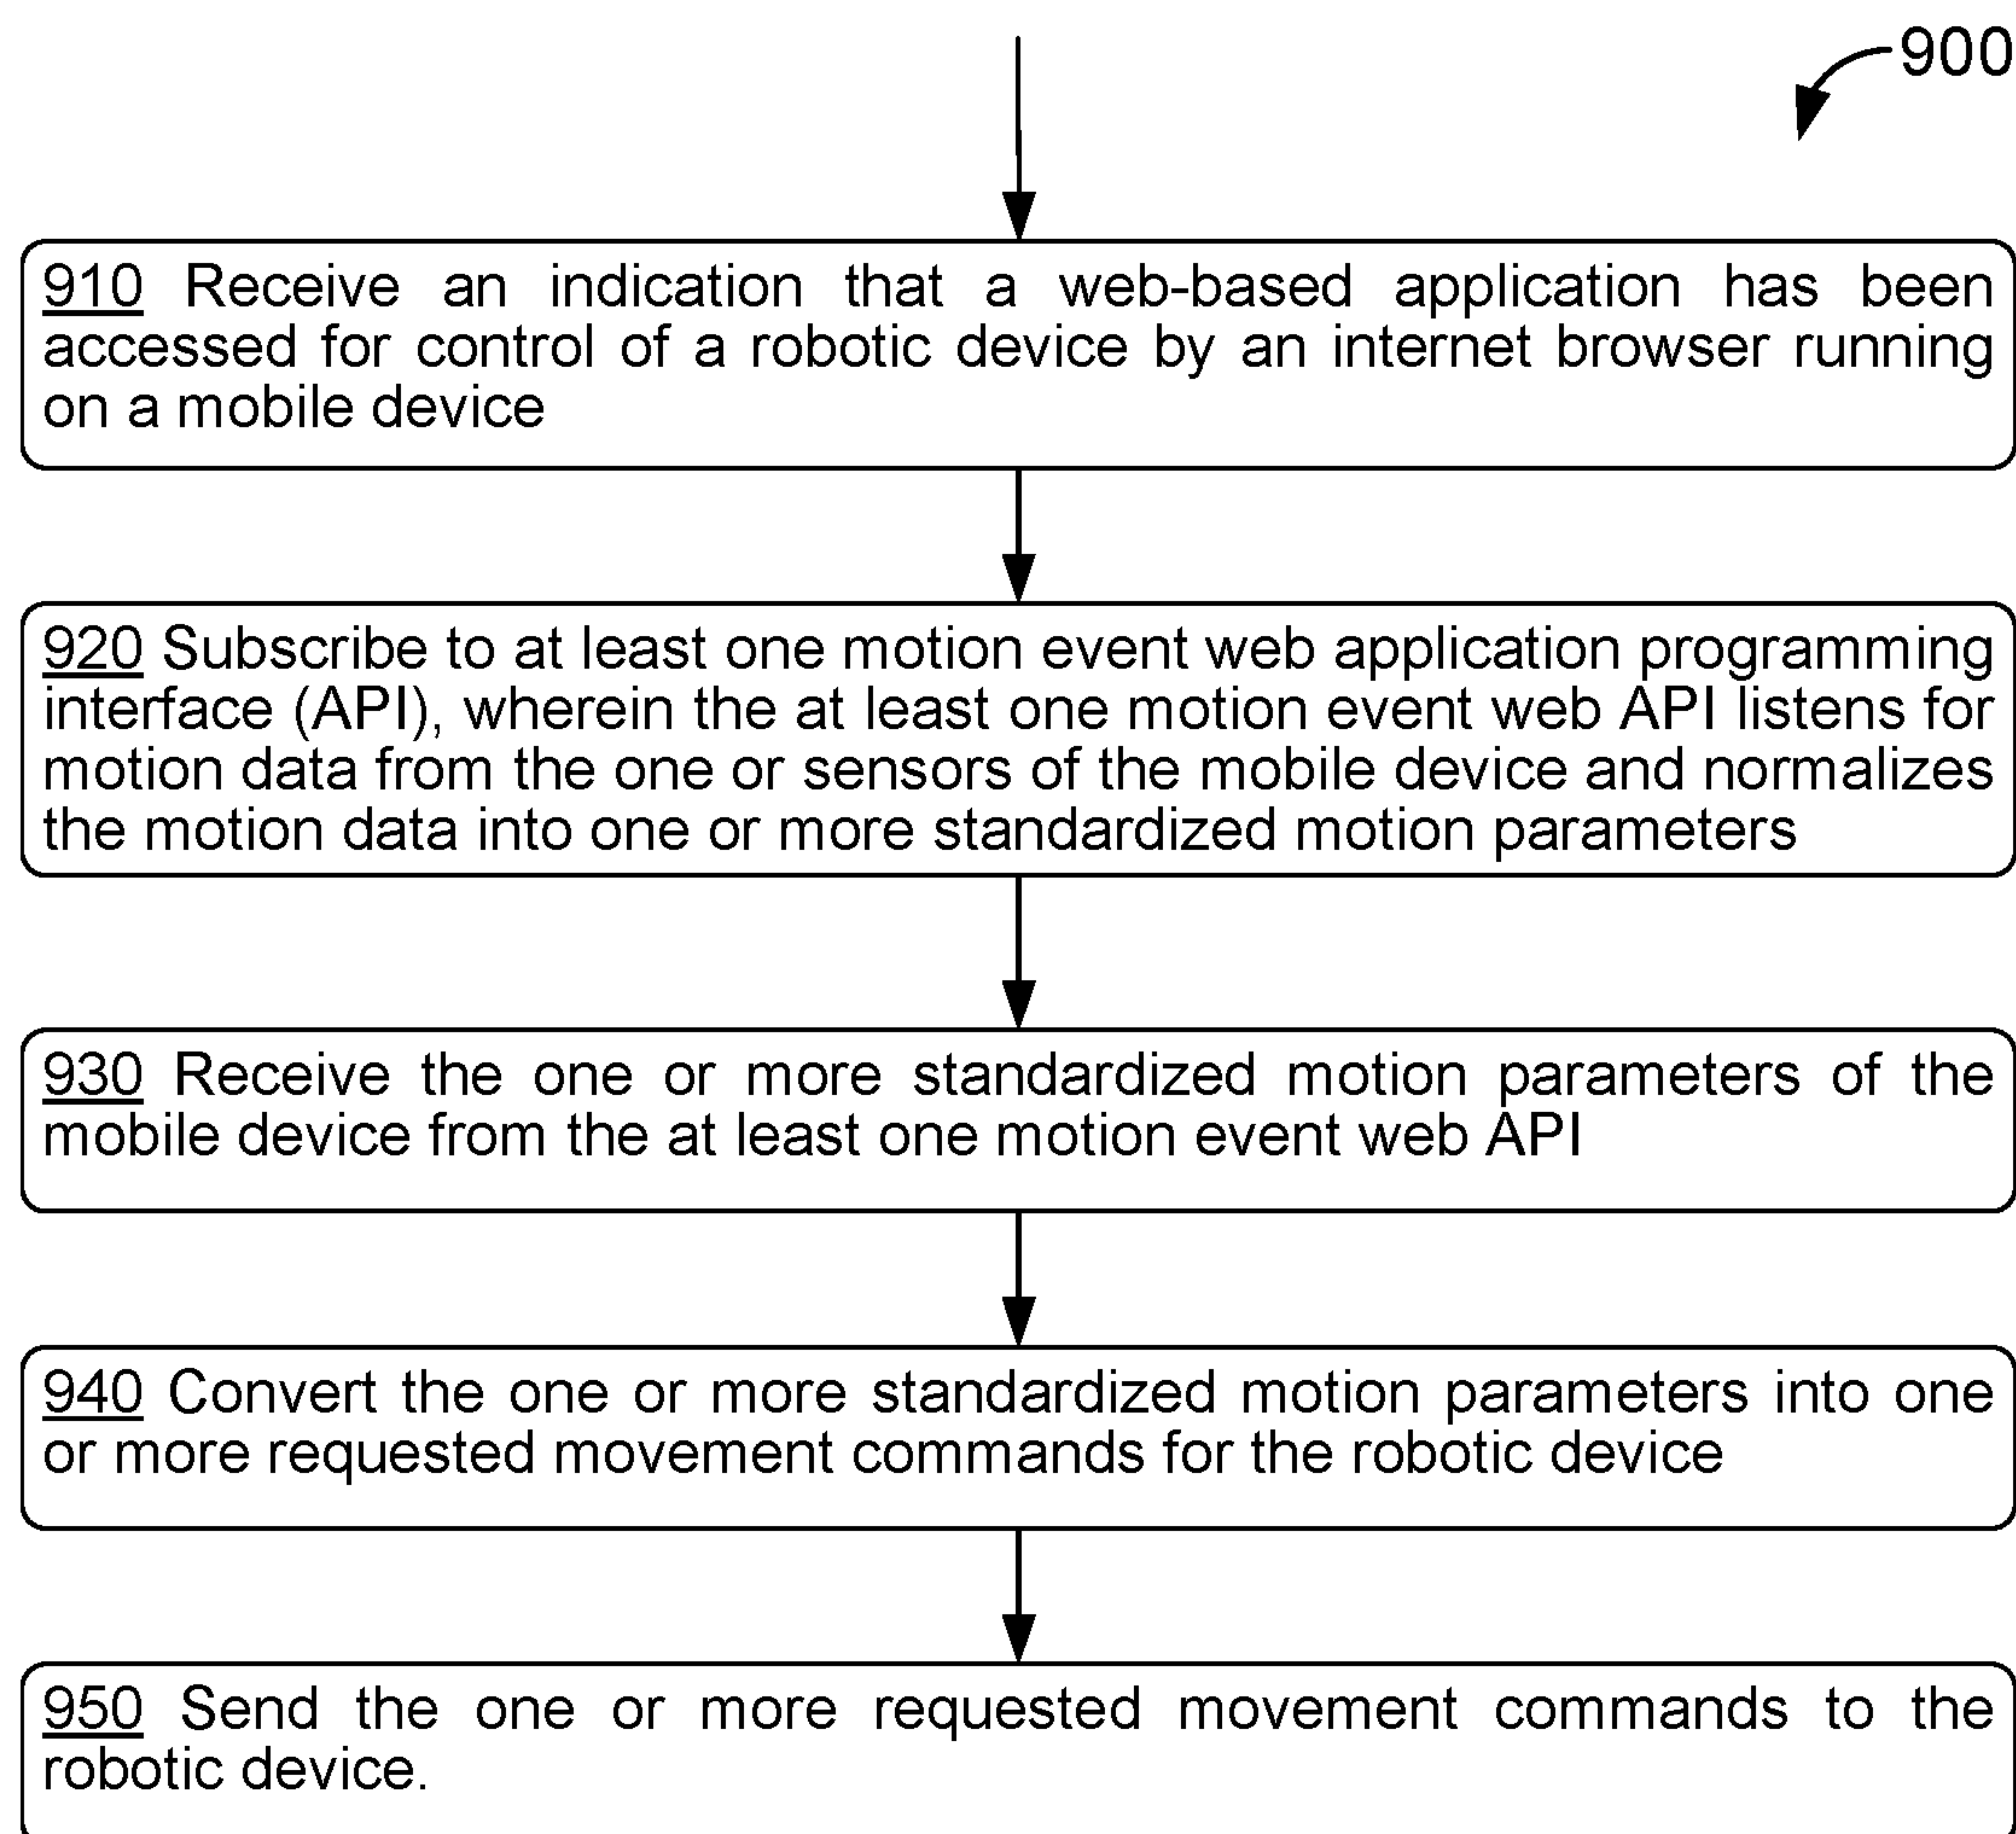 900
910 Receive an indication that a web-based application has been
accessed for control of a robotic device by an internet browser running
on a mobile device
920 Subscribe to at least one motion event web application programming
interface (API), wherein the at least one motion event web API listens for
motion data from the one or sensors of the mobile device and normalizes
the motion data into one or more standardized motion parameters
930 Receive the one or more standardized motion parameters of the
mobile device from the at least one motion event web API
940 Convert the one or more standardized motion parameters into one
or more requested movement commands for the robotic device
950 Send the one or more requested movement commands to the
robotic device.